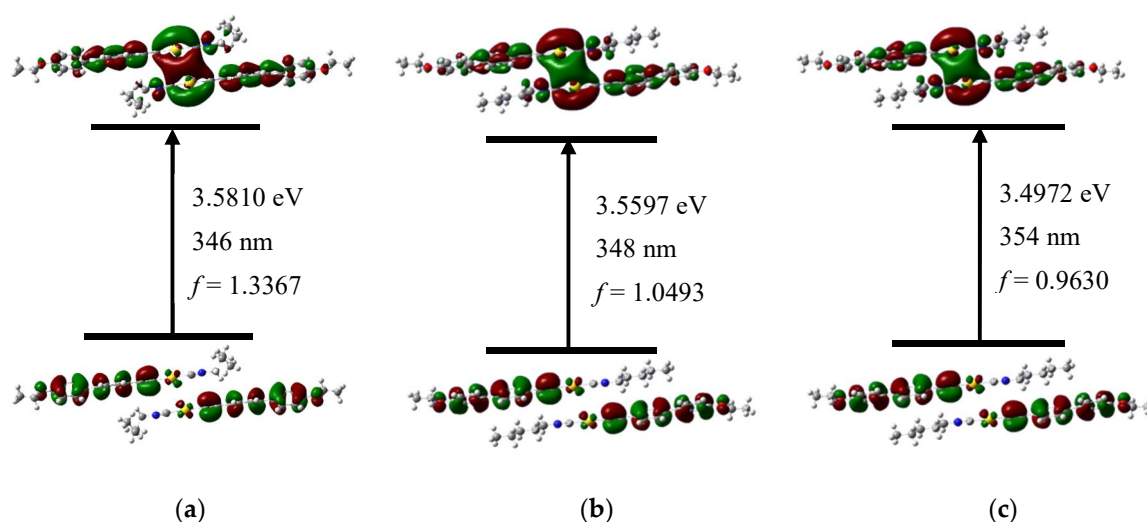 3.5810 eV
346 nm
f = 1.3367
3.5597 eV
348 nm
f = 1.0493
3.4972 eV
354 nm
f = 0.9630
(a)
(b)
(c)